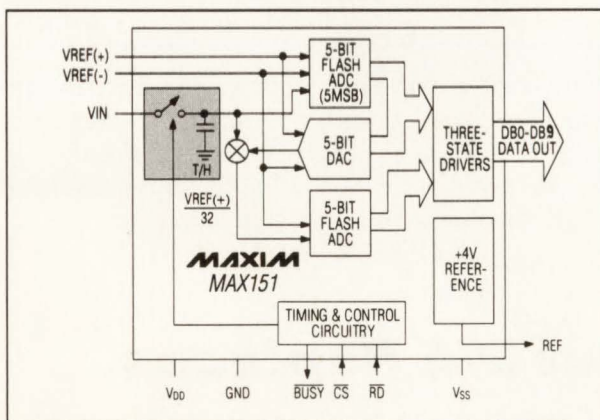 VREF(+)
VREF(-)
VIN
5-BIT
FLASH
ADC
(5MSB)
5-BIT
DAC
5-BIT
FLASH
ADC
T/H
VREF(+)
32
THREE-
STATE
DRIVERS
DB0-DB9
DATA OUT
MAXIM
MAX151
+4V
REFER-
ENCE
TIMING & CONTROL
CIRCUITRY
REF
VDD
GND
BUSY
CS
RD
VSS